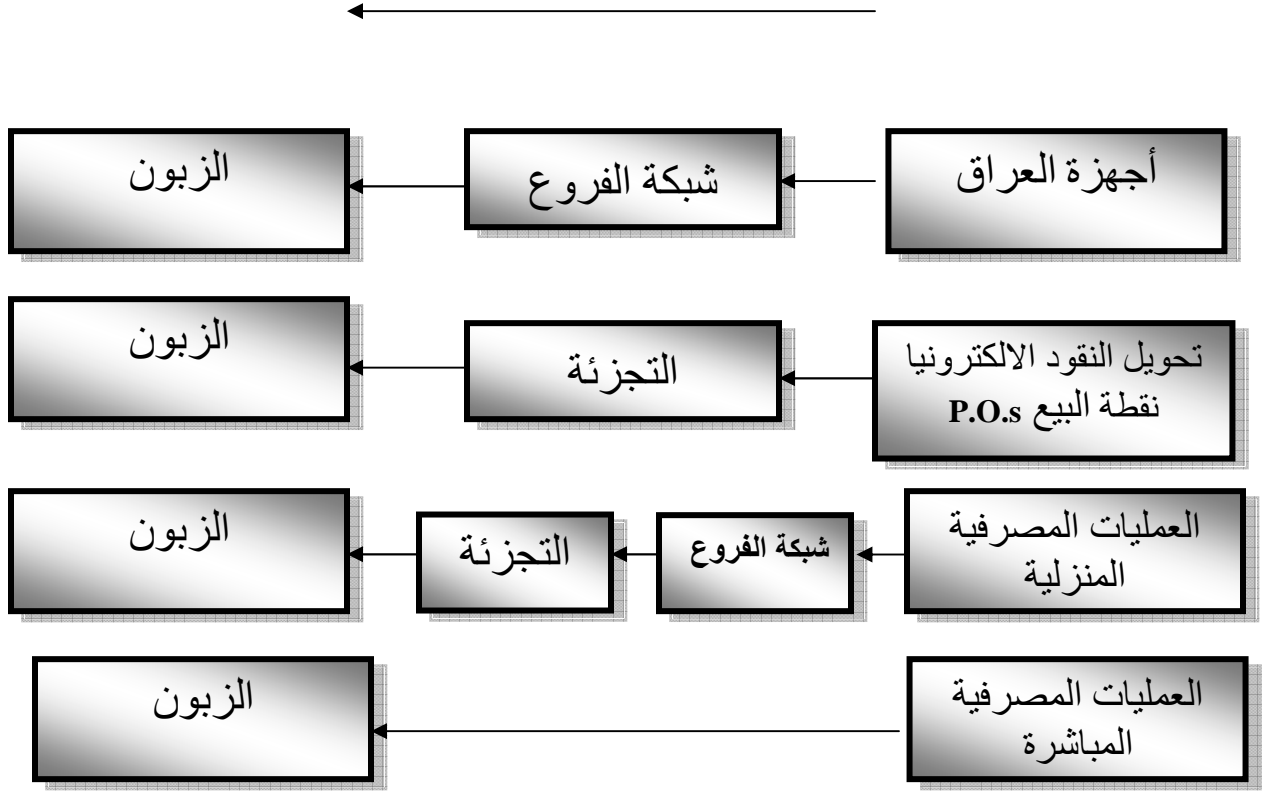 أجهزة العراق
شبكة الفروع
الزبون
تحويل النقود الالكترونيا
نقطة البيع P.O.s
التجزئة
الزبون
العمليات المصرفية
المنزلية
شبكة الفروع
التجزئة
الزبون
العمليات المصرفية
المباشرة
الزبون